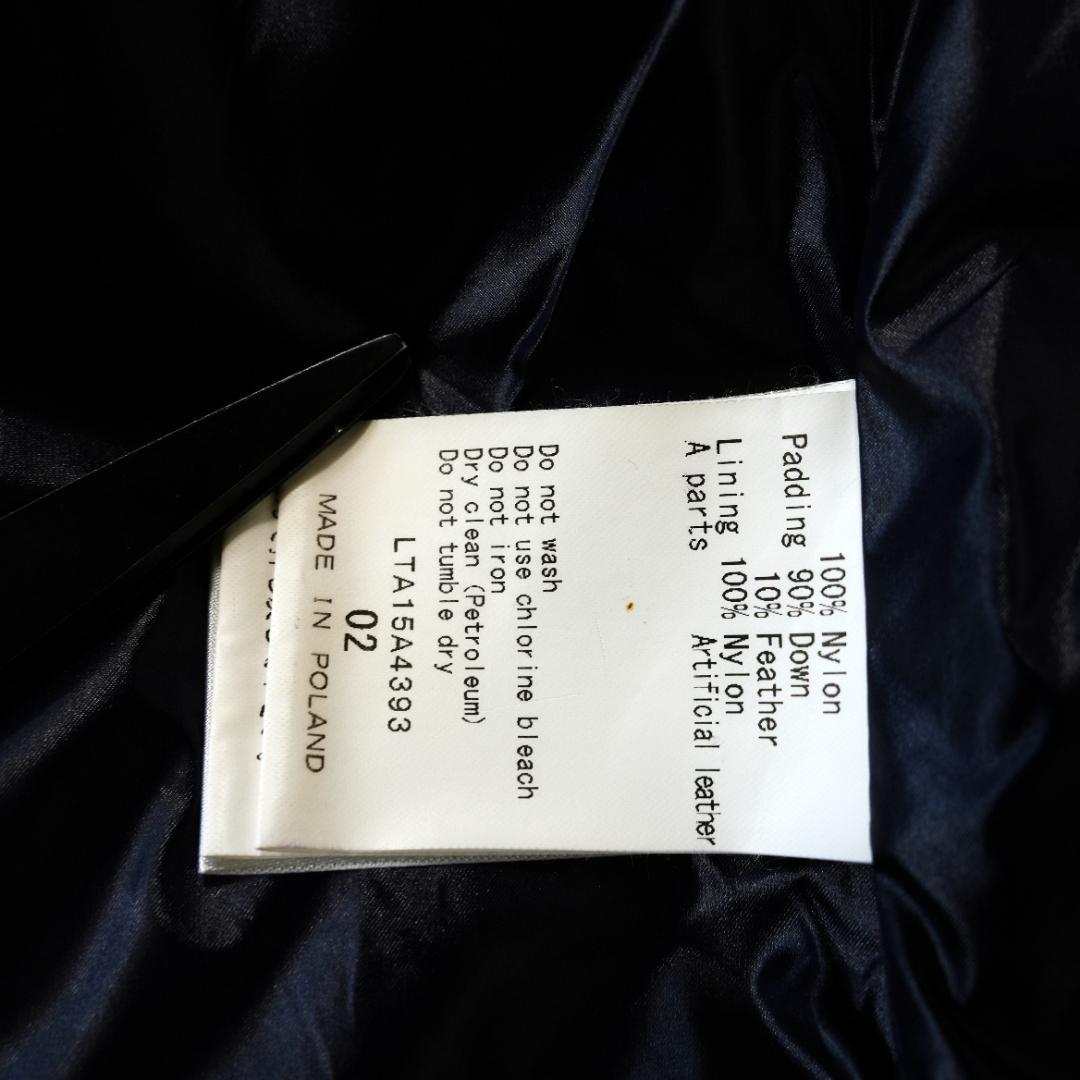 100% Nylon
Padding 90% Down
10% Feather
Lining 100% Nylon
A parts Artificial leather
Do not wash
Do not use chlorine bleach
Do not iron
Dry clean (Petroleum)
Do not tumble dry
LTA15A4393
02
MADE IN POLAND